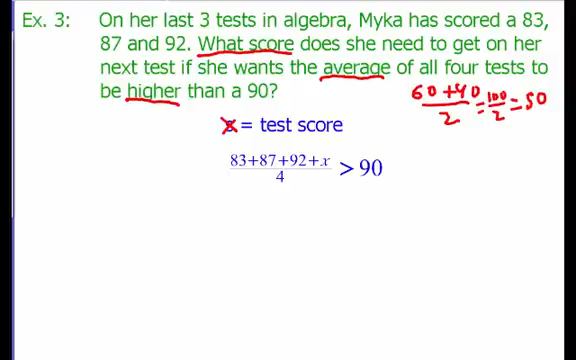 Ex. 3: On her last 3 tests in algebra, Myka has scored a 83,
87 and 92. What score does she need to get on her
next test if she wants the average of all four tests to
be higher than a 90?
60 + 40 / 2 = 100 / 2 = 50
x = test score
83+87+92+x / 4 > 90